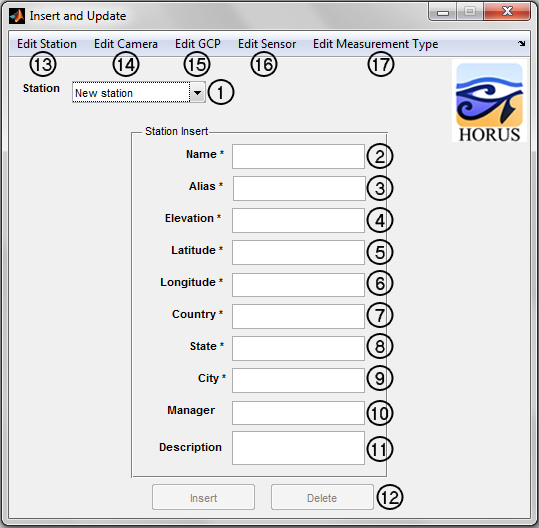 Insert and Update
Edit Station Edit Camera Edit GCP Edit Sensor Edit Measurement Type
13 14 15 16 17
Station New station 1
HORUS
Station Insert
Name * 2
Alias * 3
Elevation * 4
Latitude * 5
Longitude * 6
Country * 7
State * 8
City * 9
Manager 10
Description 11
Insert Delete 12